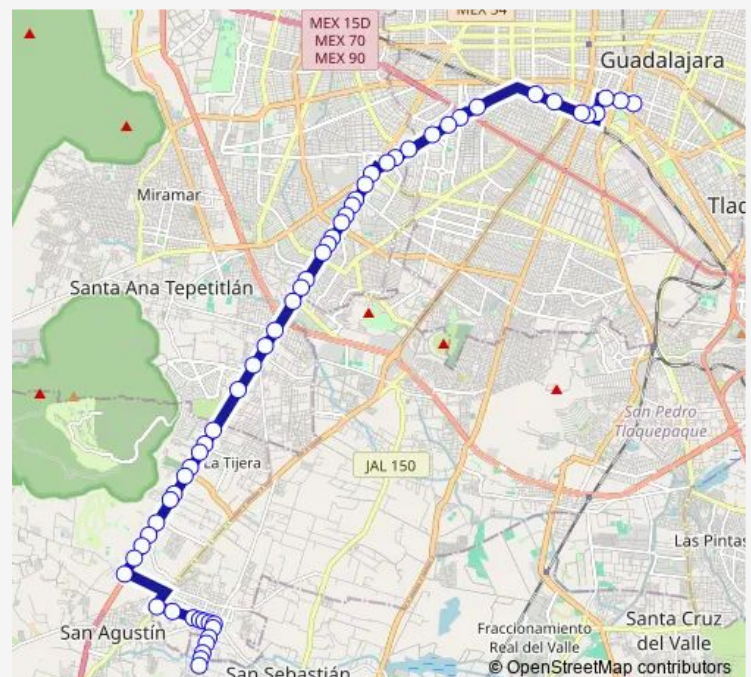 MEX 15D
MEX 70
MEX 90
MEX 54
Guadalajara
Miramar
Tlaq
Santa Ana Tepetitlán
San Pedro
Tlaquepaque
La Tijera
JAL 150
Las Pintas
San Agustín
Fraccionamiento
Real del Valle
Santa Cruz
del Valle
San Sebastián
© OpenStreetMap contributors